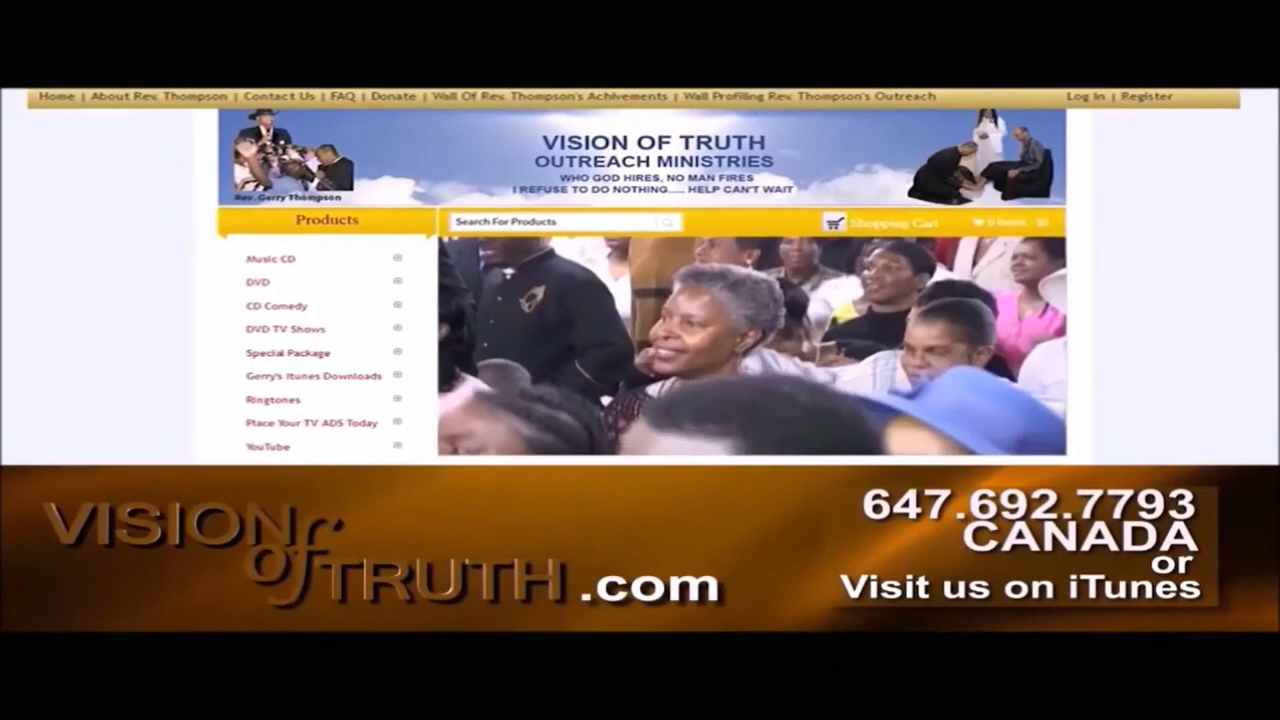 Home | About Rev. Thompson | Contact Us | FAQ | Donate | Wall Of Rev. Thompson's Achivements | Wall Profiling Rev. Thompson's Outreach
Log In | Register
VISION OF TRUTH
OUTREACH MINISTRIES
WHO GOD HIRES, NO MAN FIRES
I REFUSE TO DO NOTHING..... HELP CAN'T WAIT
Rev. Gerry Thompson
Products
Search For Products
Shopping Cart
0 items - $0
Music CD
DVD
CD Comedy
DVD TV Shows
Special Package
Gerry's Itunes Downloads
Ringtones
Place Your TV ADS Today
YouTube
VISION
of
TRUTH .com
647.692.7793
CANADA
or
Visit us on iTunes